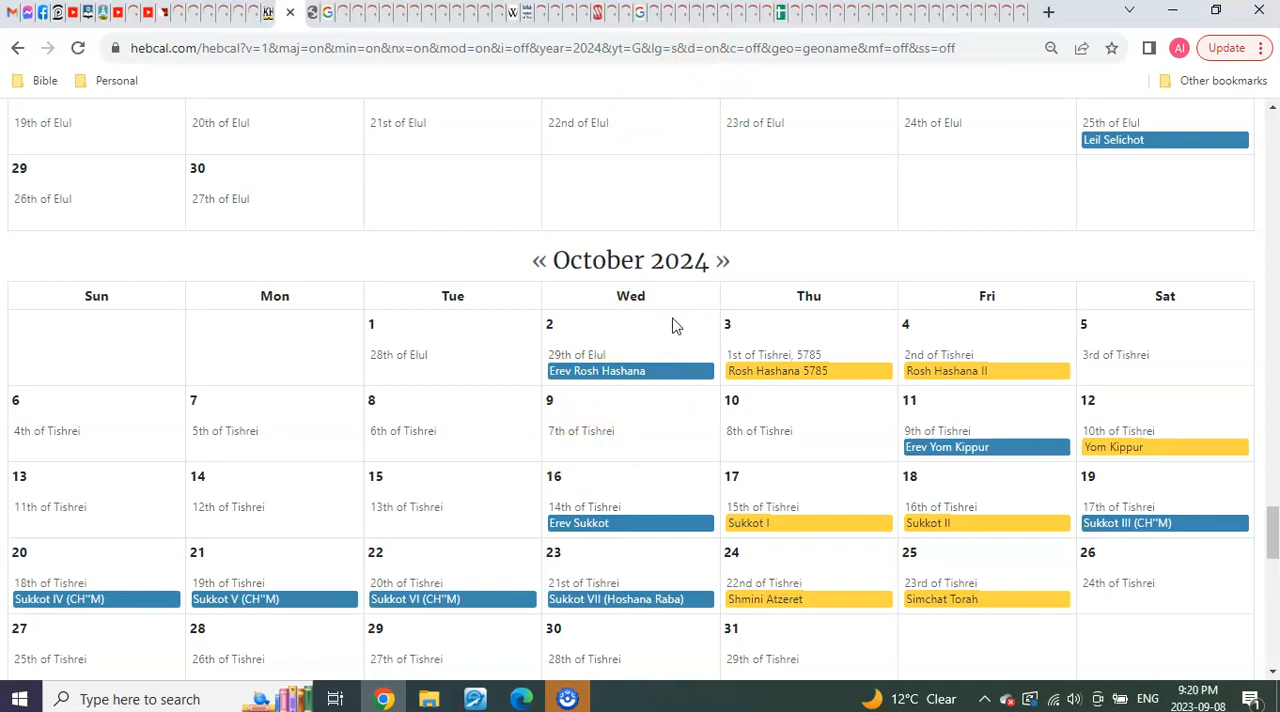 hebcal.com/hebcal?v=1&maj=on&min=on&nx=on&mod=on&i=off&year=2024&yt=G&lg=s&d=on&c=off&geo=geoname&mf=off&ss=off
Update
Bible Personal Other bookmarks
19th of Elul 20th of Elul 21st of Elul 22nd of Elul 23rd of Elul 24th of Elul 25th of Elul
Leil Selichot
29 30
26th of Elul 27th of Elul
« October 2024 »
Sun Mon Tue Wed Thu Fri Sat
1 2 3 4 5
28th of Elul 29th of Elul 1st of Tishrei, 5785 2nd of Tishrei 3rd of Tishrei
Erev Rosh Hashana Rosh Hashana 5785 Rosh Hashana II
6 7 8 9 10 11 12
4th of Tishrei 5th of Tishrei 6th of Tishrei 7th of Tishrei 8th of Tishrei 9th of Tishrei 10th of Tishrei
Erev Yom Kippur Yom Kippur
13 14 15 16 17 18 19
11th of Tishrei 12th of Tishrei 13th of Tishrei 14th of Tishrei 15th of Tishrei 16th of Tishrei 17th of Tishrei
Erev Sukkot Sukkot I Sukkot II Sukkot III (CH"M)
20 21 22 23 24 25 26
18th of Tishrei 19th of Tishrei 20th of Tishrei 21st of Tishrei 22nd of Tishrei 23rd of Tishrei 24th of Tishrei
Sukkot IV (CH"M) Sukkot V (CH"M) Sukkot VI (CH"M) Sukkot VII (Hoshana Raba) Shmini Atzeret Simchat Torah
27 28 29 30 31
25th of Tishrei 26th of Tishrei 27th of Tishrei 28th of Tishrei 29th of Tishrei
Type here to search 12°C Clear ENG 9:20 PM
2023-09-08